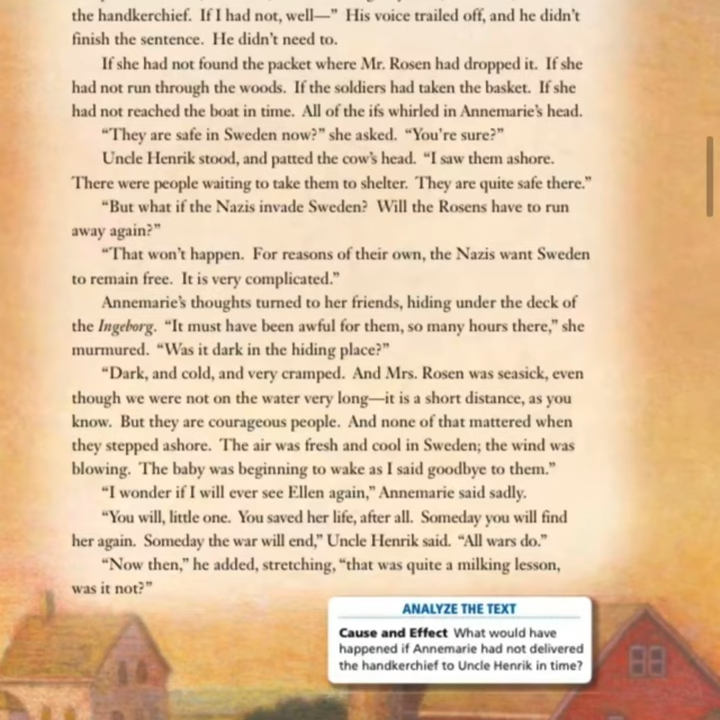 the handkerchief. If I had not, well—” His voice trailed off, and he didn’t
finish the sentence. He didn’t need to.
If she had not found the packet where Mr. Rosen had dropped it. If she
had not run through the woods. If the soldiers had taken the basket. If she
had not reached the boat in time. All of the ifs whirled in Annemarie’s head.
“They are safe in Sweden now?” she asked. “You’re sure?”
Uncle Henrik stood, and patted the cow’s head. “I saw them ashore.
There were people waiting to take them to shelter. They are quite safe there.”
“But what if the Nazis invade Sweden? Will the Rosens have to run
away again?”
“That won’t happen. For reasons of their own, the Nazis want Sweden
to remain free. It is very complicated.”
Annemarie’s thoughts turned to her friends, hiding under the deck of
the Ingeborg. “It must have been awful for them, so many hours there,” she
murmured. “Was it dark in the hiding place?”
“Dark, and cold, and very cramped. And Mrs. Rosen was seasick, even
though we were not on the water very long—it is a short distance, as you
know. But they are courageous people. And none of that mattered when
they stepped ashore. The air was fresh and cool in Sweden; the wind was
blowing. The baby was beginning to wake as I said goodbye to them.”
“I wonder if I will ever see Ellen again,” Annemarie said sadly.
“You will, little one. You saved her life, after all. Someday you will find
her again. Someday the war will end,” Uncle Henrik said. “All wars do.”
“Now then,” he added, stretching, “that was quite a milking lesson,
was it not?”
ANALYZE THE TEXT
Cause and Effect What would have
happened if Annemarie had not delivered
the handkerchief to Uncle Henrik in time?